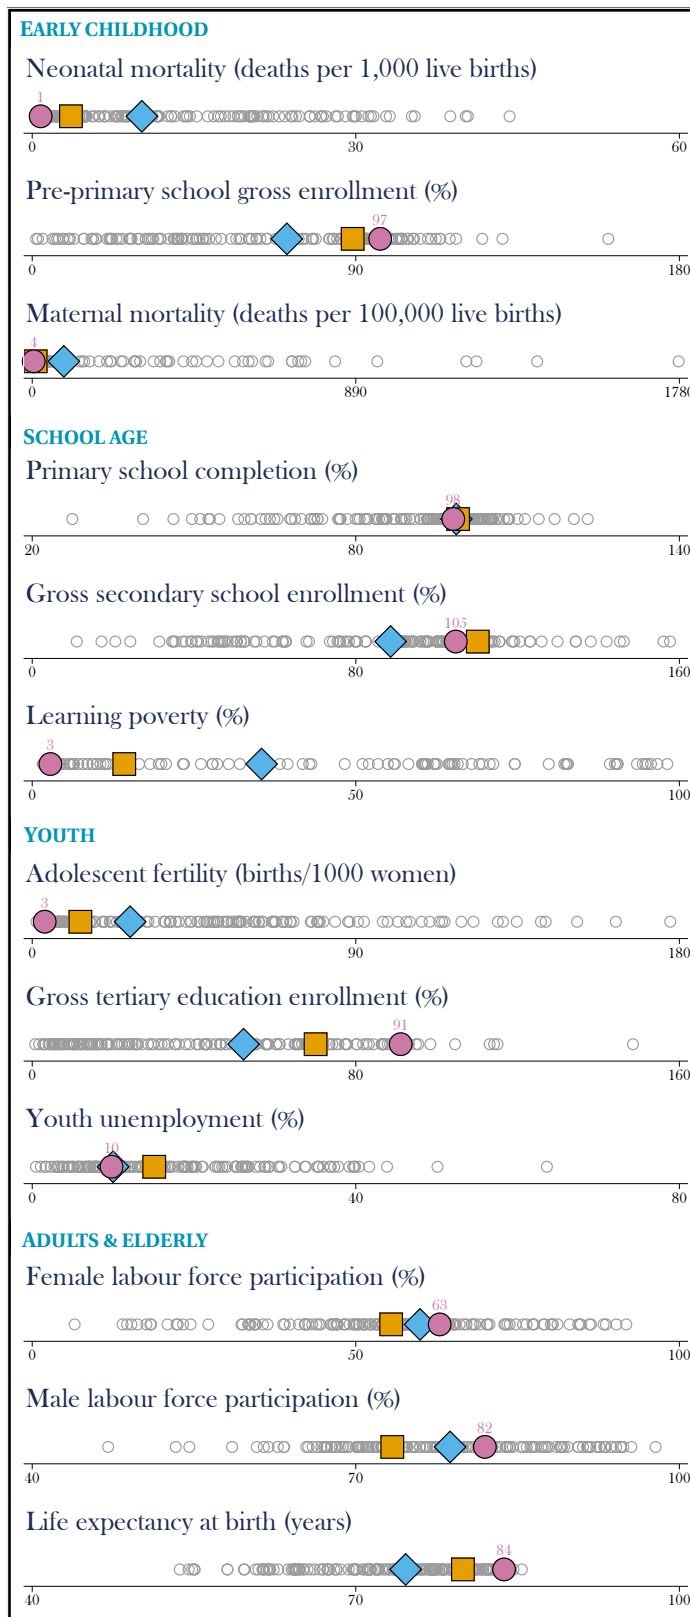 EARLY CHILDHOOD
Neonatal mortality (deaths per 1,000 live births)
1
0 30 60
Pre-primary school gross enrollment (%)
97
0 90 180
Maternal mortality (deaths per 100,000 live births)
4
0 890 1780
SCHOOL AGE
Primary school completion (%)
98
20 80 140
Gross secondary school enrollment (%)
105
0 80 160
Learning poverty (%)
3
0 50 100
YOUTH
Adolescent fertility (births/1000 women)
3
0 90 180
Gross tertiary education enrollment (%)
91
0 80 160
Youth unemployment (%)
10
0 40 80
ADULTS & ELDERLY
Female labour force participation (%)
63
0 50 100
Male labour force participation (%)
82
40 70 100
Life expectancy at birth (years)
84
40 70 100